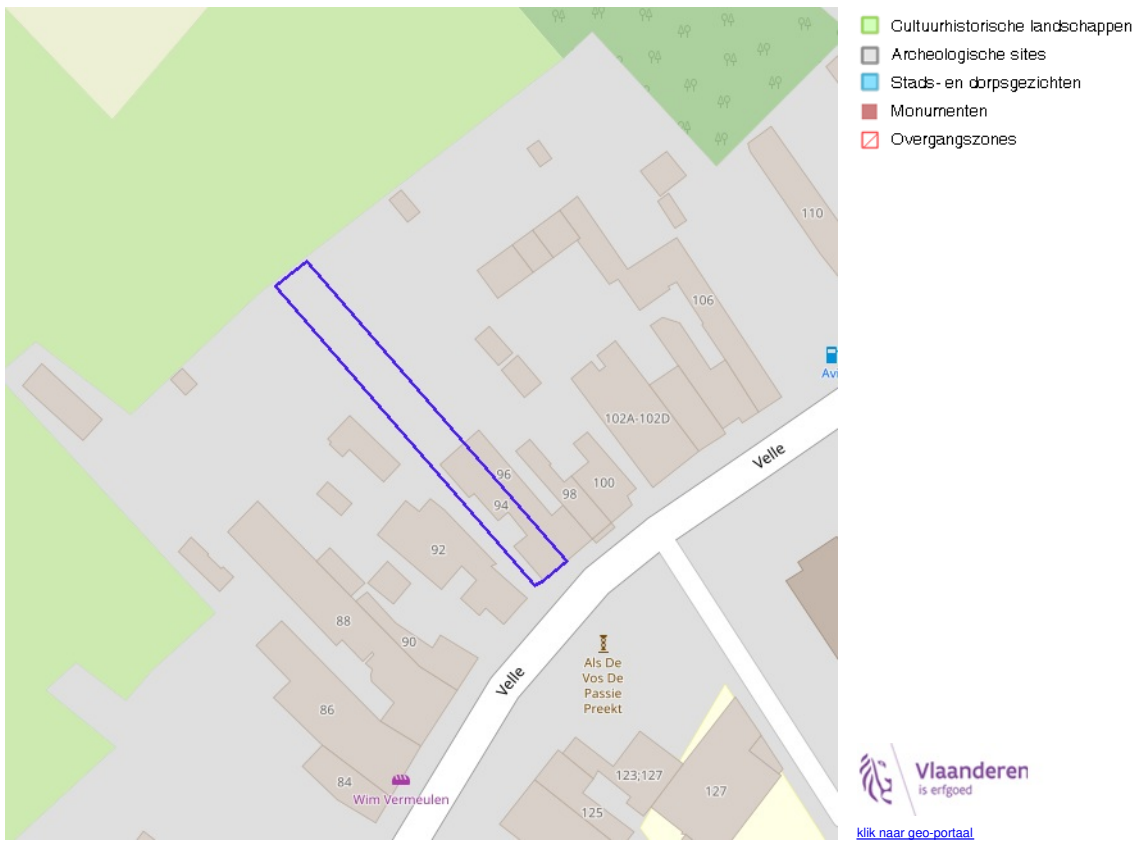 Cultuurhistorische landschappen
Archeologische sites
Stads- en dorpsgezichten
Monumenten
Overgangszones
110
106
Avi
102A-102D
Velle
96
100
98
94
92
88
90
Als De
Vos De
Passie
Preekt
Velle
86
84
Wim Vermeulen
123;127
127
125
Vlaanderen
is erfgoed
klik naar geo-portaal